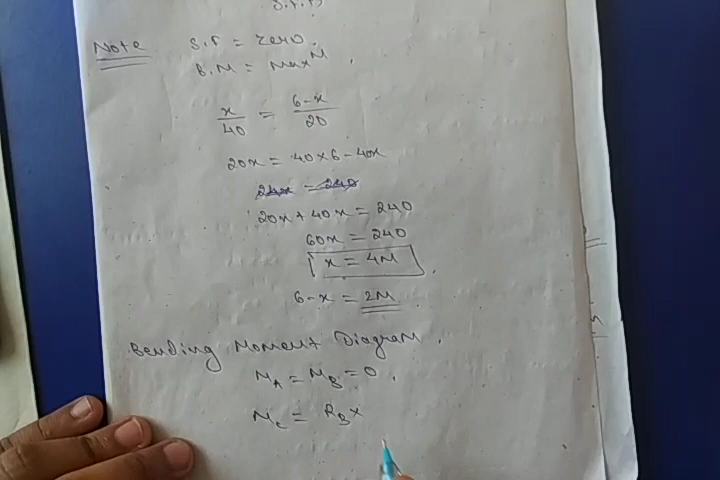 S.F.D
Note S.F = Zero.
B.M = Max^M.
x/40 = 6-x/20
20x = 40×6-40x
20x+40x = 240
60x = 240
x = 4M.
6-x = 2M
Bending Moment Diagram.
M_A = M_B = 0.
M_C = R_B x